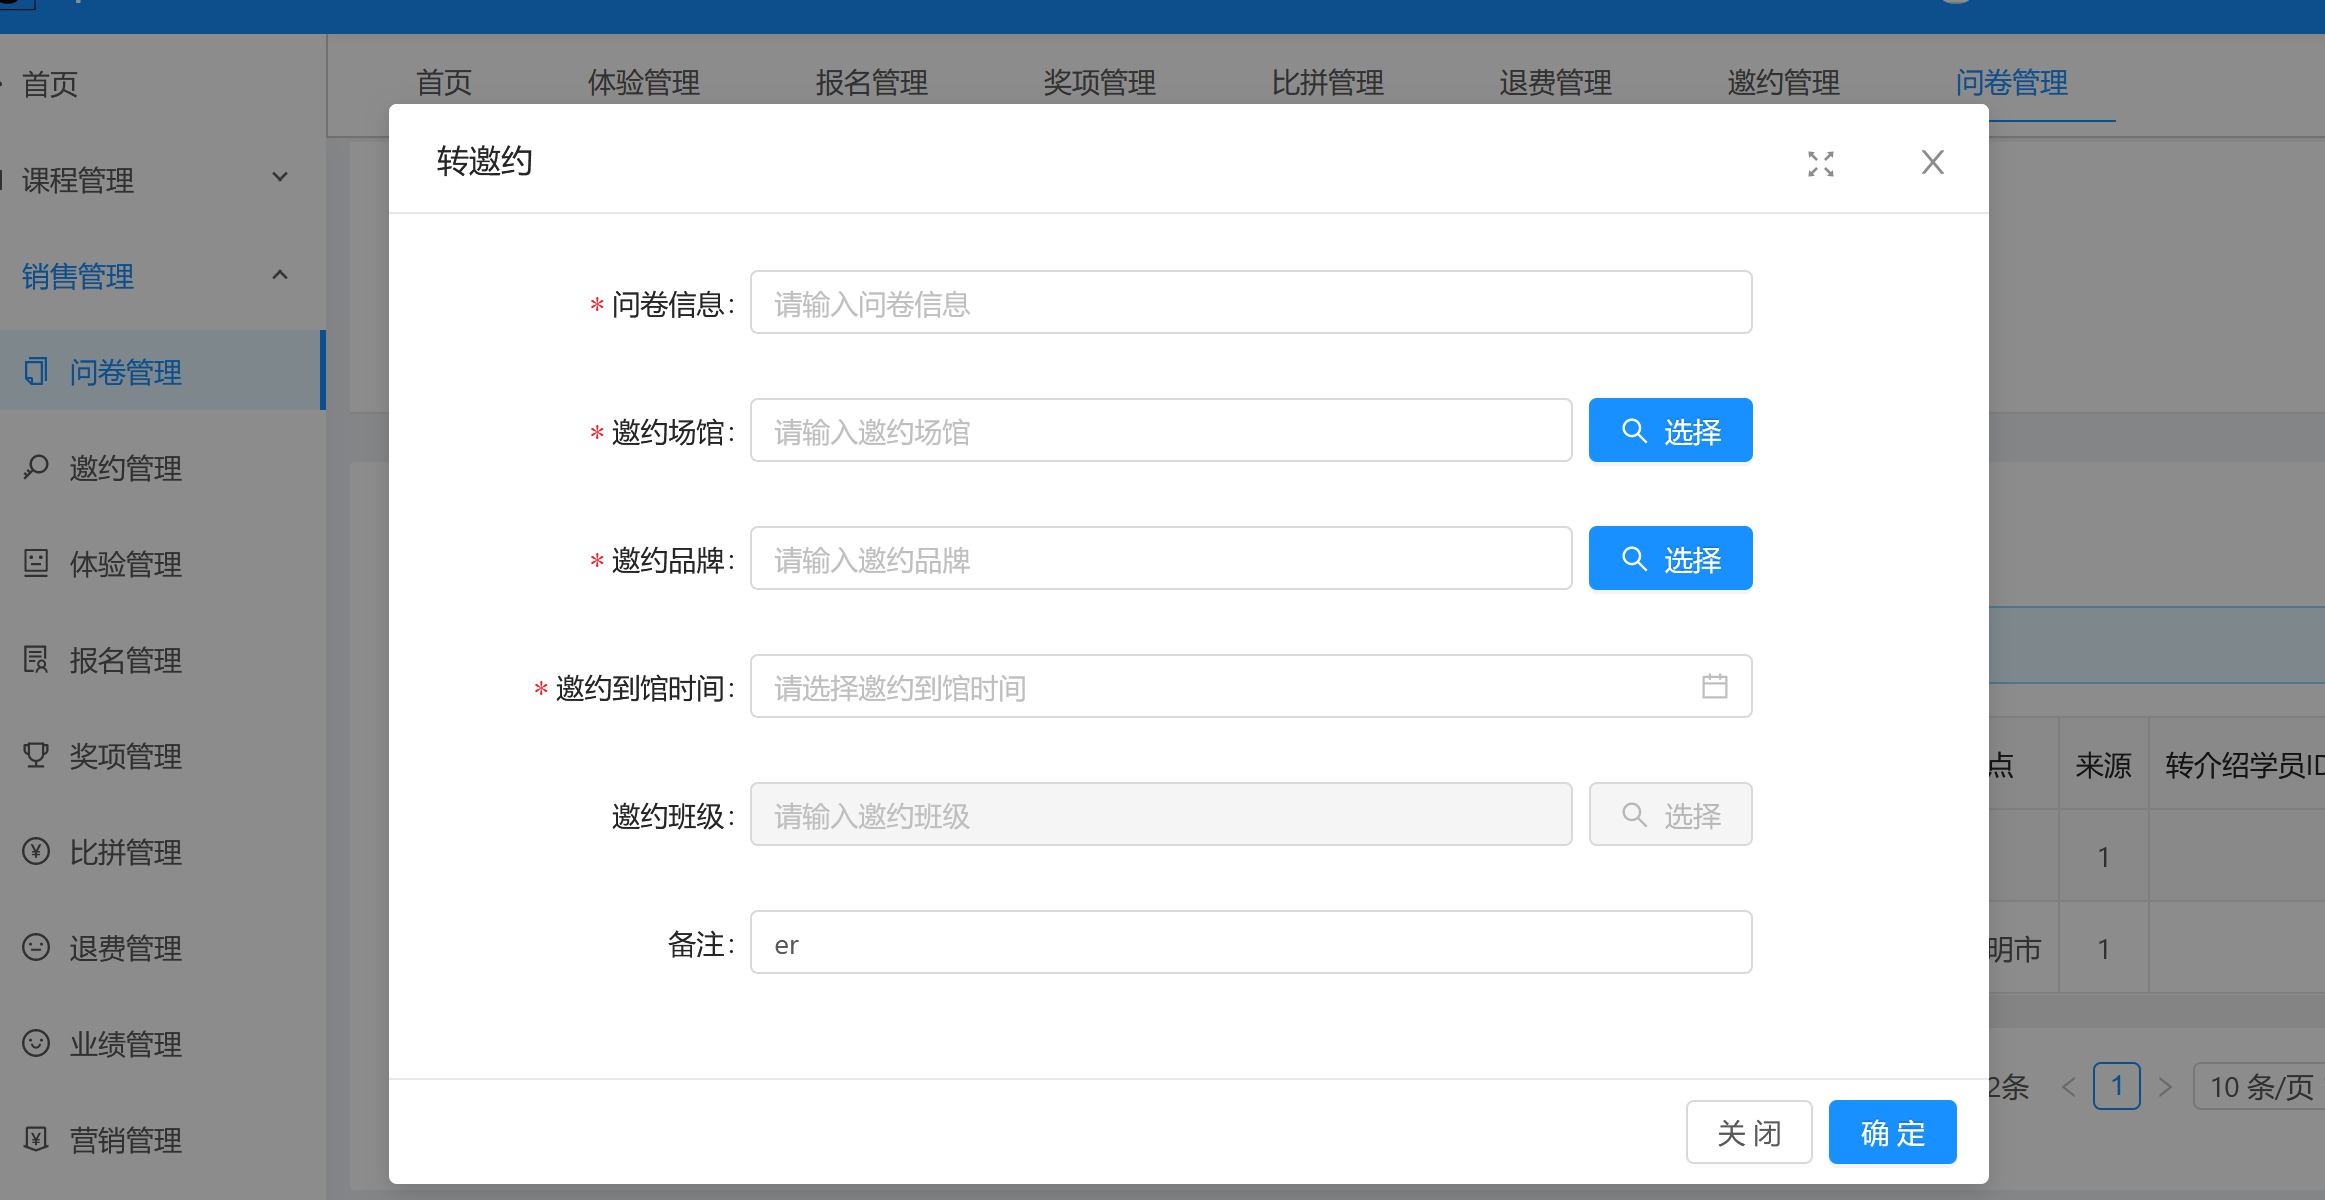 首页
课程管理
销售管理
问卷管理
邀约管理
体验管理
报名管理
奖项管理
比拼管理
退费管理
业绩管理
营销管理
首页 体验管理 报名管理 奖项管理 比拼管理 退费管理 邀约管理 问卷管理
转邀约
* 问卷信息: 请输入问卷信息
* 邀约场馆: 请输入邀约场馆 选择
* 邀约品牌: 请输入邀约品牌 选择
* 邀约到馆时间: 请选择邀约到馆时间
邀约班级: 请输入邀约班级 选择
备注: er
关 闭 确 定
点 来源 转介绍学员ID
1
明市 1
2条 < 1 > 10 条/页